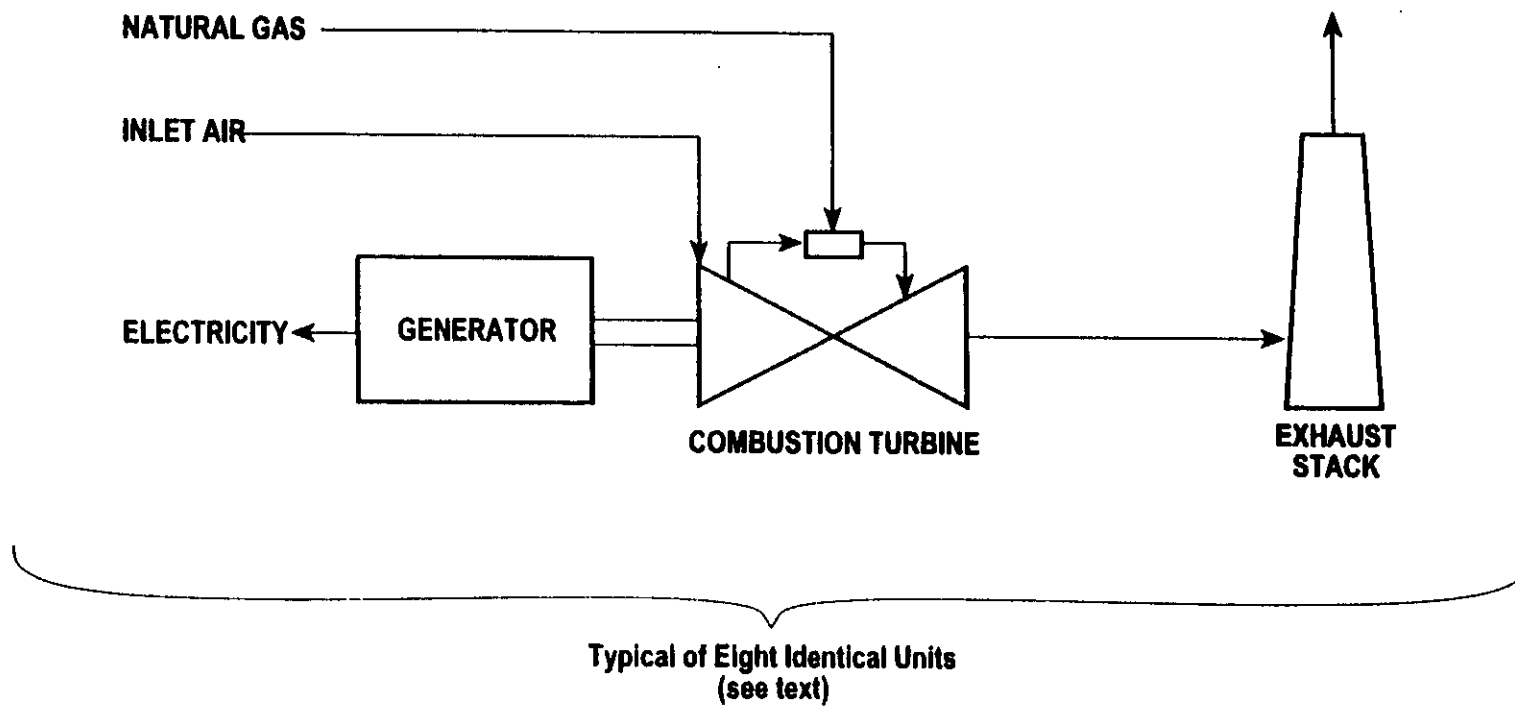 NATURAL GAS
INLET AIR
ELECTRICITY
GENERATOR
COMBUSTION TURBINE
EXHAUST
STACK
Typical of Eight Identical Units
(see text)